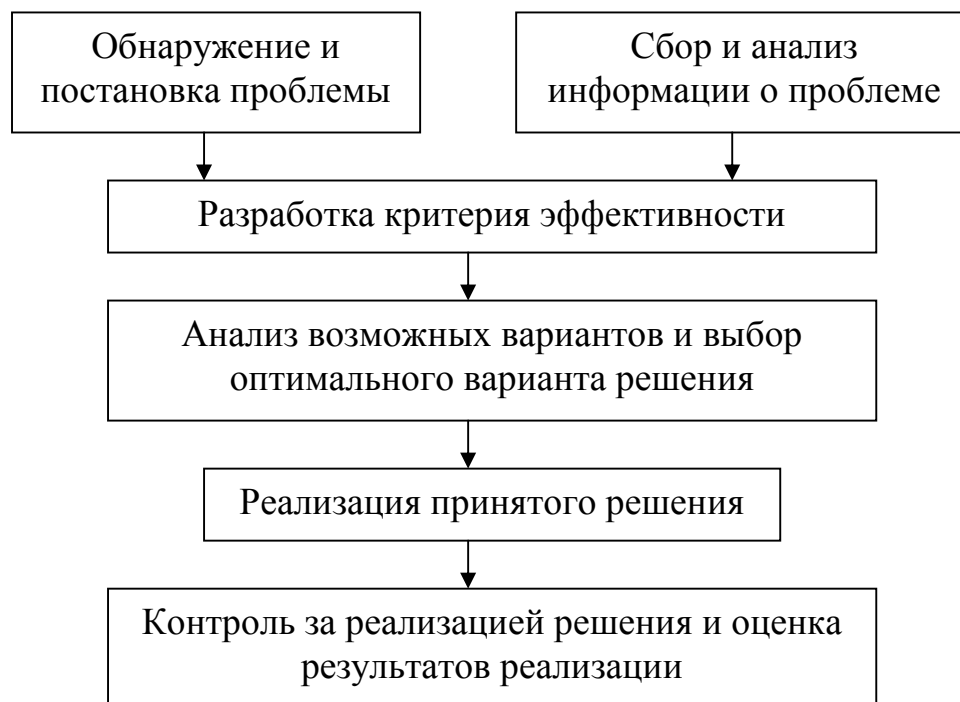 Обнаружение и
постановка проблемы
Сбор и анализ
информации о проблеме
Разработка критерия эффективности
Анализ возможных вариантов и выбор
оптимального варианта решения
Реализация принятого решения
Контроль за реализацией решения и оценка
результатов реализации